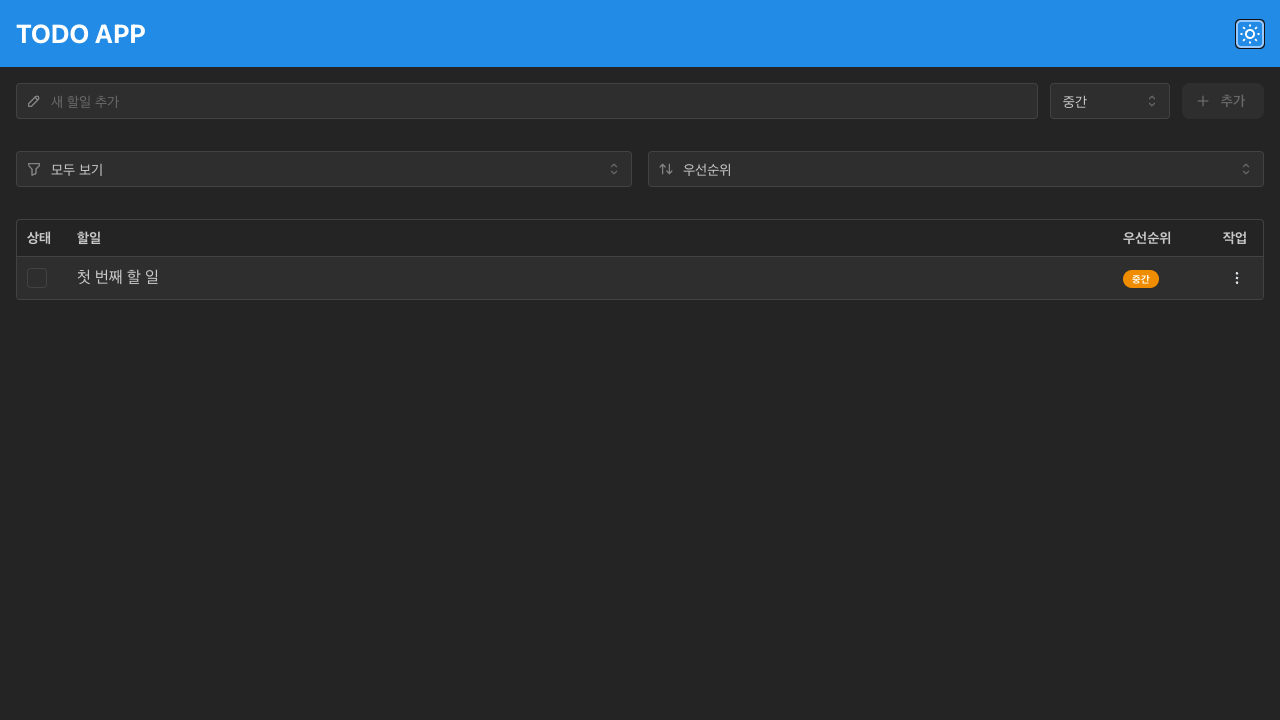 TODO APP
새 할일 추가
중간
추가
모두 보기
우선순위
상태 할일 우선순위 작업
첫 번째 할 일 중간